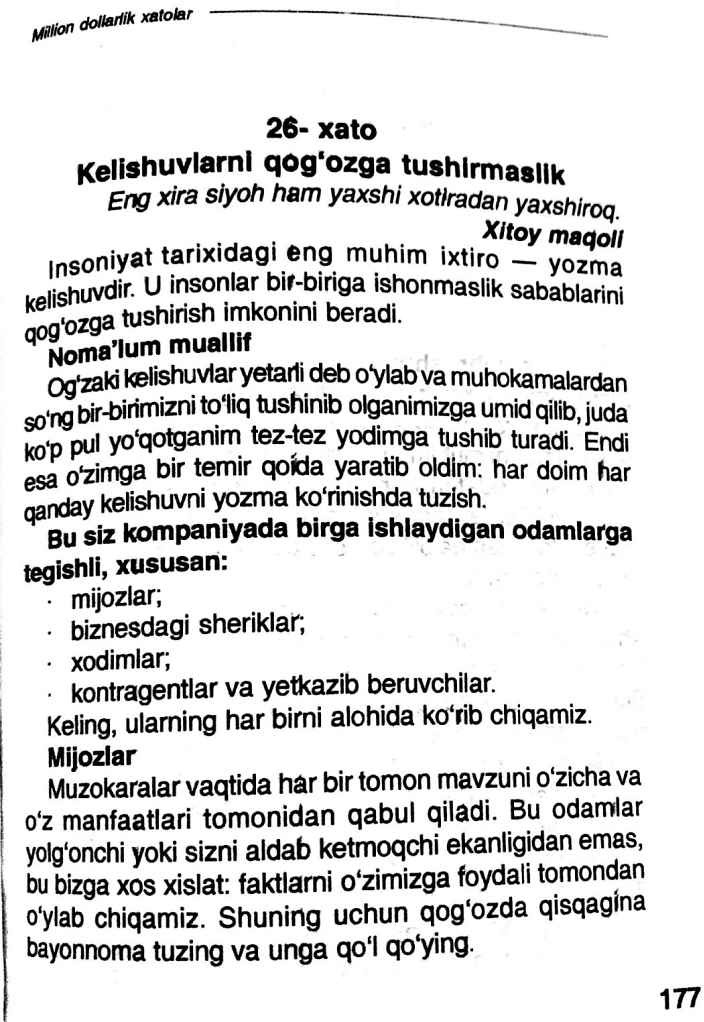 Million dollarlik xatolar
26- xato
Kelishuvlarni qog‘ozga tushirmaslik
Eng xira siyoh ham yaxshi xotiradan yaxshiroq.
Xitoy maqoli
Insoniyat tarixidagi eng muhim ixtiro — yozma
kelishuvdir. U insonlar bir-biriga ishonmaslik sabablarini
qog‘ozga tushirish imkonini beradi.
Noma’lum muallif
Og‘zaki kelishuvlar yetarli deb o‘ylab va muhokamalardan
so‘ng bir-birimizni to‘liq tushinib olganimizga umid qilib, juda
ko‘p pul yo‘qotganim tez-tez yodimga tushib turadi. Endi
esa o‘zimga bir temir qoida yaratib oldim: har doim har
qanday kelishuvni yozma ko‘rinishda tuzish.
Bu siz kompaniyada birga ishlaydigan odamlarga
tegishli, xususan:
· mijozlar;
· biznesdagi sheriklar;
· xodimlar;
· kontragentlar va yetkazib beruvchilar.
Keling, ularning har birni alohida ko‘rib chiqamiz.
Mijozlar
Muzokaralar vaqtida har bir tomon mavzuni o‘zicha va
o‘z manfaatlari tomonidan qabul qiladi. Bu odamlar
yolg‘onchi yoki sizni aldab ketmoqchi ekanligidan emas,
bu bizga xos xislat: faktlarni o‘zimizga foydali tomondan
o‘ylab chiqamiz. Shuning uchun qog‘ozda qisqagina
bayonnoma tuzing va unga qo‘l qo‘ying.
177